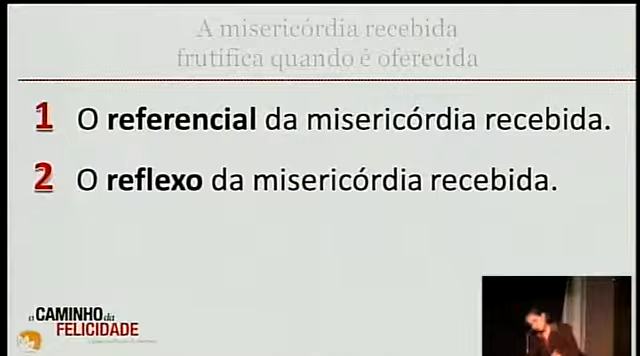 A misericórdia recebida
frutifica quando é oferecida
1 O referencial da misericórdia recebida.
2 O reflexo da misericórdia recebida.
o CAMINHO da
FELICIDADE